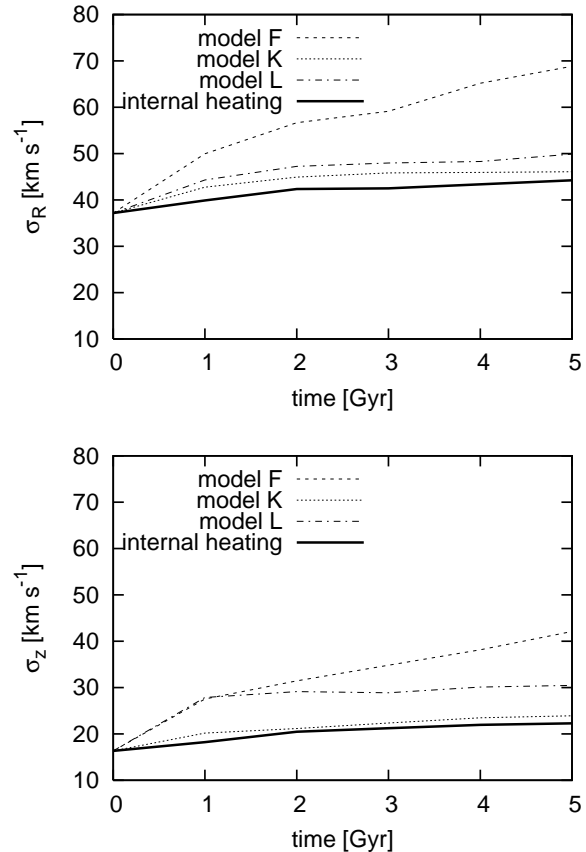 80
70
60
50
40
30
20
10
σR [km s-1]
model F
model K
model L
internal heating
0 1 2 3 4 5
time [Gyr]
80
70
60
50
40
30
20
10
σz [km s-1]
model F
model K
model L
internal heating
0 1 2 3 4 5
time [Gyr]